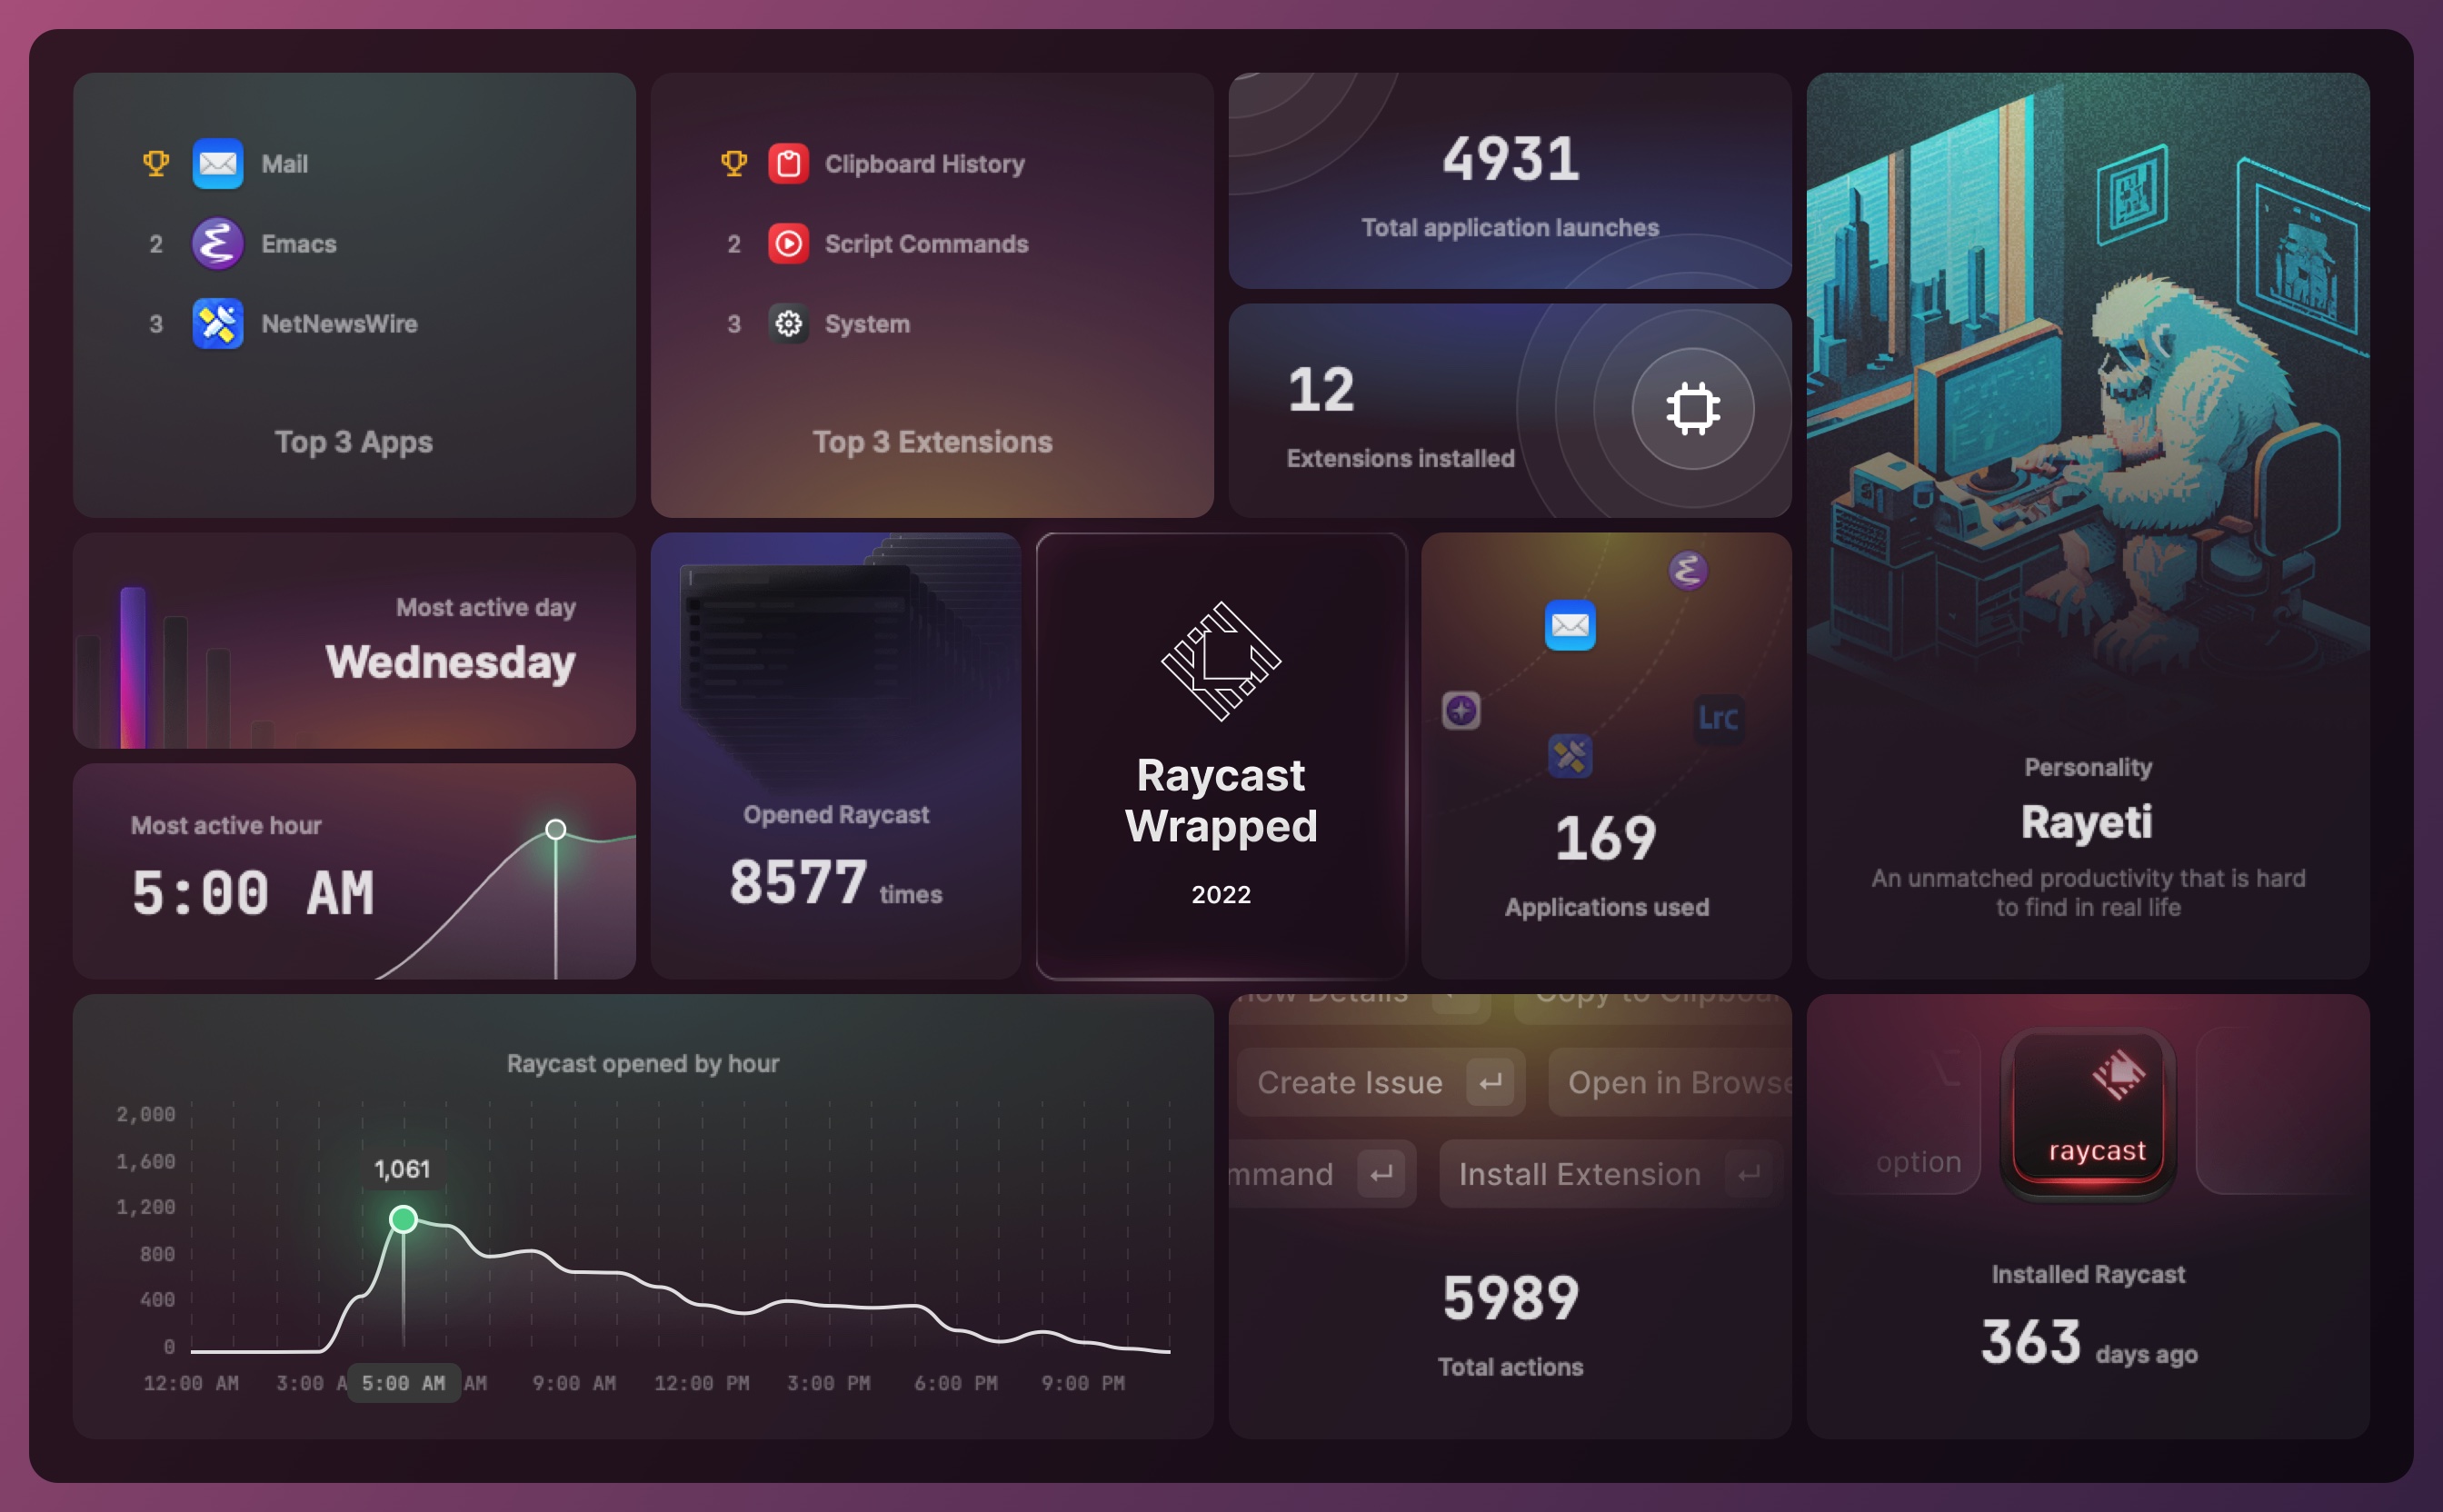 Mail
2 Emacs
3 NetNewsWire
Top 3 Apps
Clipboard History
2 Script Commands
3 System
Top 3 Extensions
4931
Total application launches
12
Extensions installed
Most active day
Wednesday
Most active hour
5:00 AM
Opened Raycast
8577 times
Raycast
Wrapped
2022
Lrc
169
Applications used
Personality
Rayeti
An unmatched productivity that is hard
to find in real life
Raycast opened by hour
2,000
1,600
1,200
800
400
0
1,061
12:00 AM 3:00 A 5:00 AM AM 9:00 AM 12:00 PM 3:00 PM 6:00 PM 9:00 PM
how Details Copy to Clipboar
Create Issue Open in Browse
mmand Install Extension
5989
Total actions
option
raycast
Installed Raycast
363 days ago